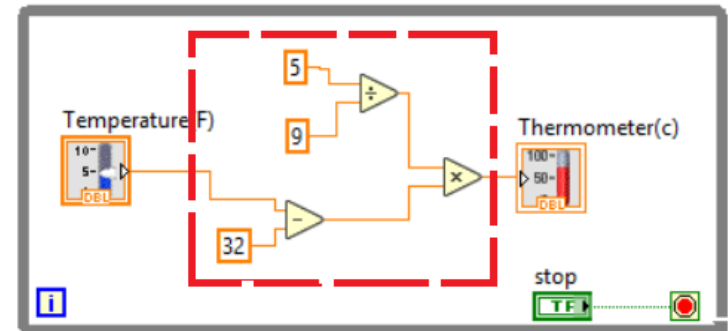 5
÷
9
Temperature(F)
10-
5-
DBL
Thermometer(c)
100-
50-
DBL
×
−
32
stop
i
TF